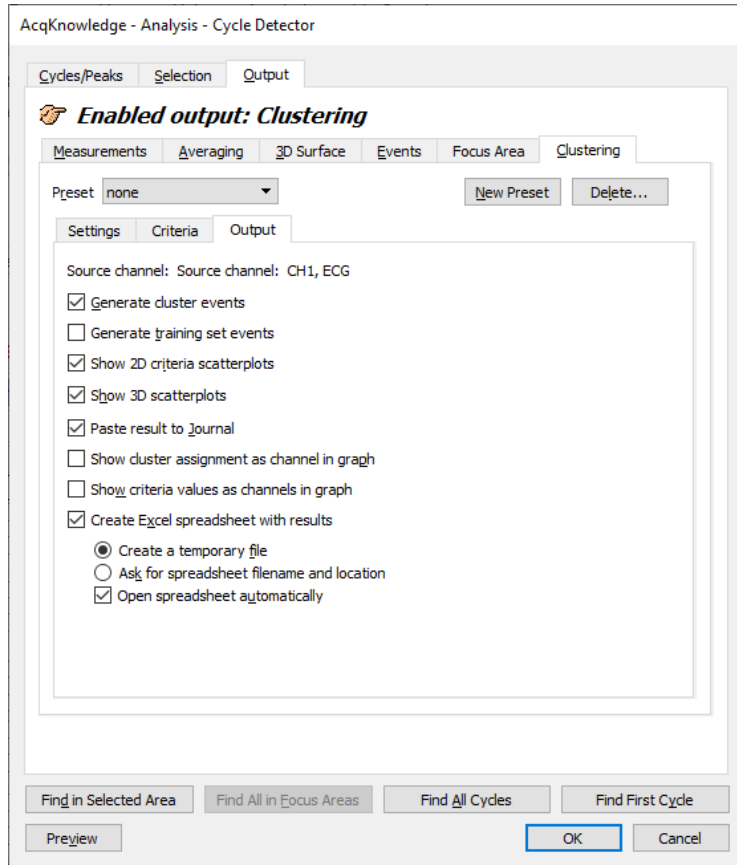 AcqKnowledge - Analysis - Cycle Detector
Cycles/Peaks Selection Output
Enabled output: Clustering
Measurements Averaging 3D Surface Events Focus Area Clustering
Preset none New Preset Delete...
Settings Criteria Output
Source channel: Source channel: CH1, ECG
Generate cluster events
Generate training set events
Show 2D criteria scatterplots
Show 3D scatterplots
Paste result to Journal
Show cluster assignment as channel in graph
Show criteria values as channels in graph
Create Excel spreadsheet with results
Create a temporary file
Ask for spreadsheet filename and location
Open spreadsheet automatically
Find in Selected Area Find All in Focus Areas Find All Cycles Find First Cycle
Preview OK Cancel